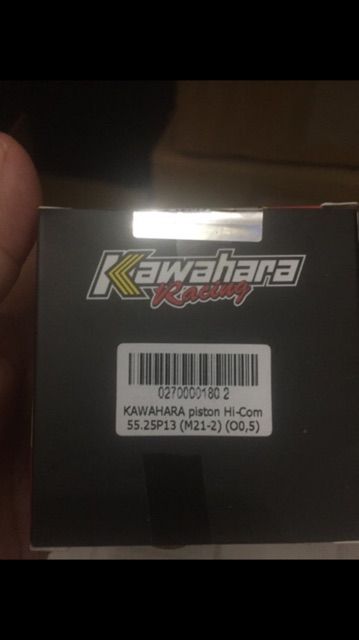 Kawahara
Racing
0270000180 2
KAWAHARA piston Hi-Com
55.25P13 (M21-2) (O0,5)